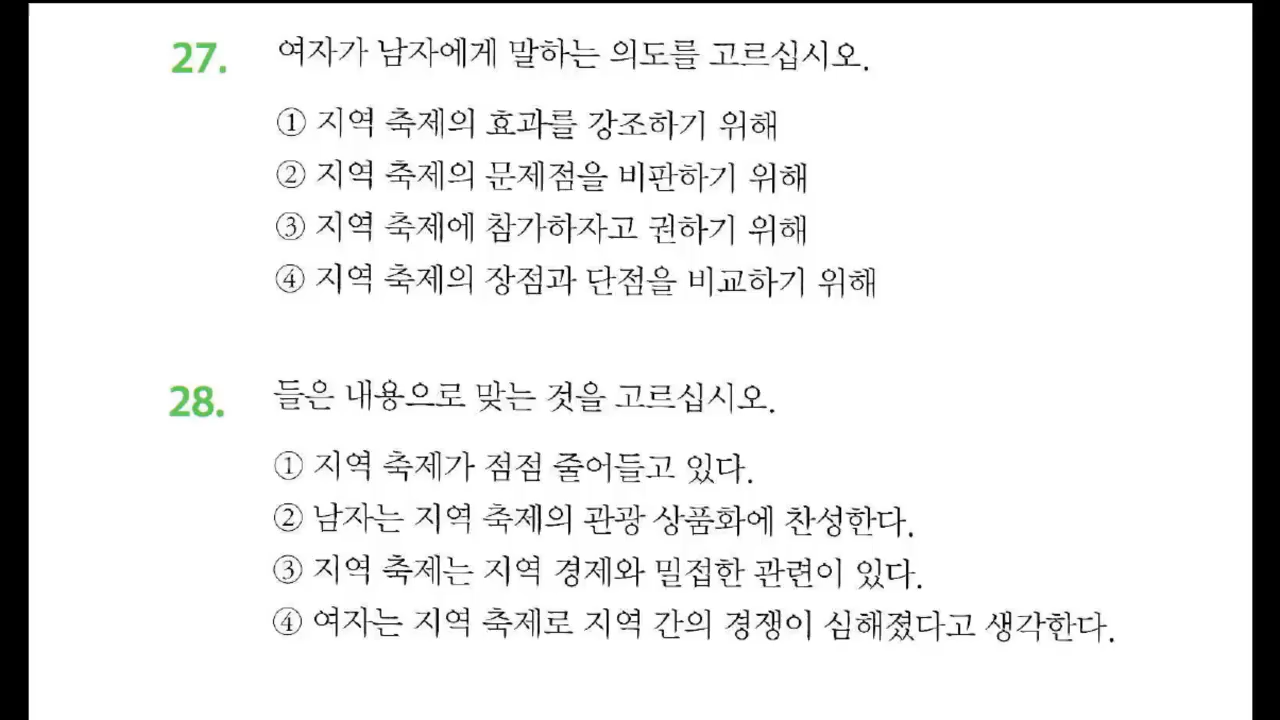 27. 여자가 남자에게 말하는 의도를 고르십시오.
① 지역 축제의 효과를 강조하기 위해
② 지역 축제의 문제점을 비판하기 위해
③ 지역 축제에 참가하자고 권하기 위해
④ 지역 축제의 장점과 단점을 비교하기 위해
28. 들은 내용으로 맞는 것을 고르십시오.
① 지역 축제가 점점 줄어들고 있다.
② 남자는 지역 축제의 관광 상품화에 찬성한다.
③ 지역 축제는 지역 경제와 밀접한 관련이 있다.
④ 여자는 지역 축제로 지역 간의 경쟁이 심해졌다고 생각한다.